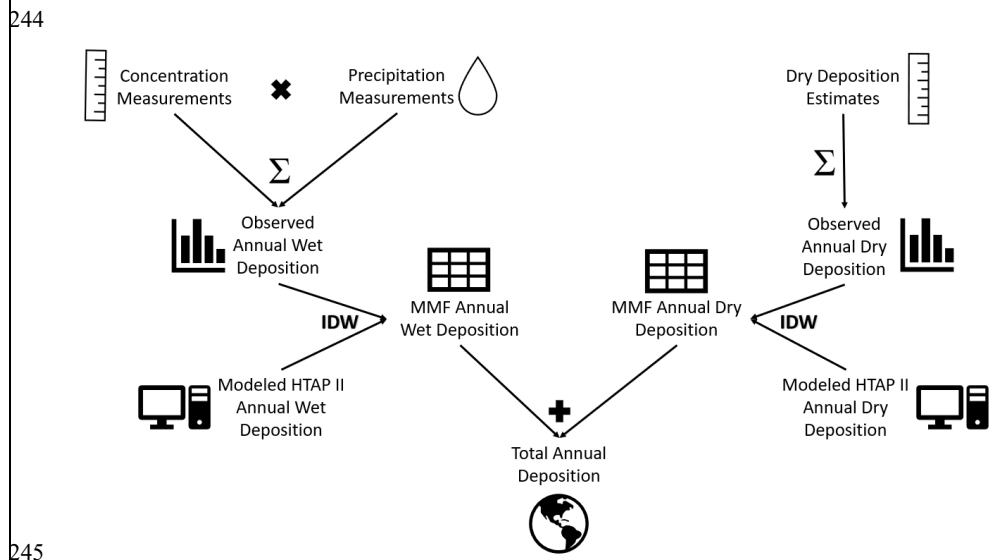 244
Concentration
Measurements
Precipitation
Measurements
Dry Deposition
Estimates
Σ
Σ
Observed
Annual Wet
Deposition
Observed
Annual Dry
Deposition
MMF Annual
Wet Deposition
MMF Annual Dry
Deposition
IDW
IDW
Modeled HTAP II
Annual Wet
Deposition
Modeled HTAP II
Annual Dry
Deposition
Total Annual
Deposition
245